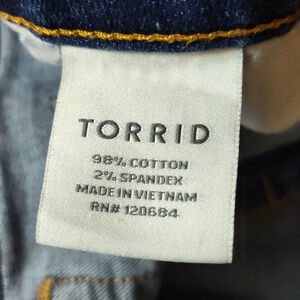 TORRID
98% COTTON
2% SPANDEX
MADE IN VIETNAM
RN# 120684